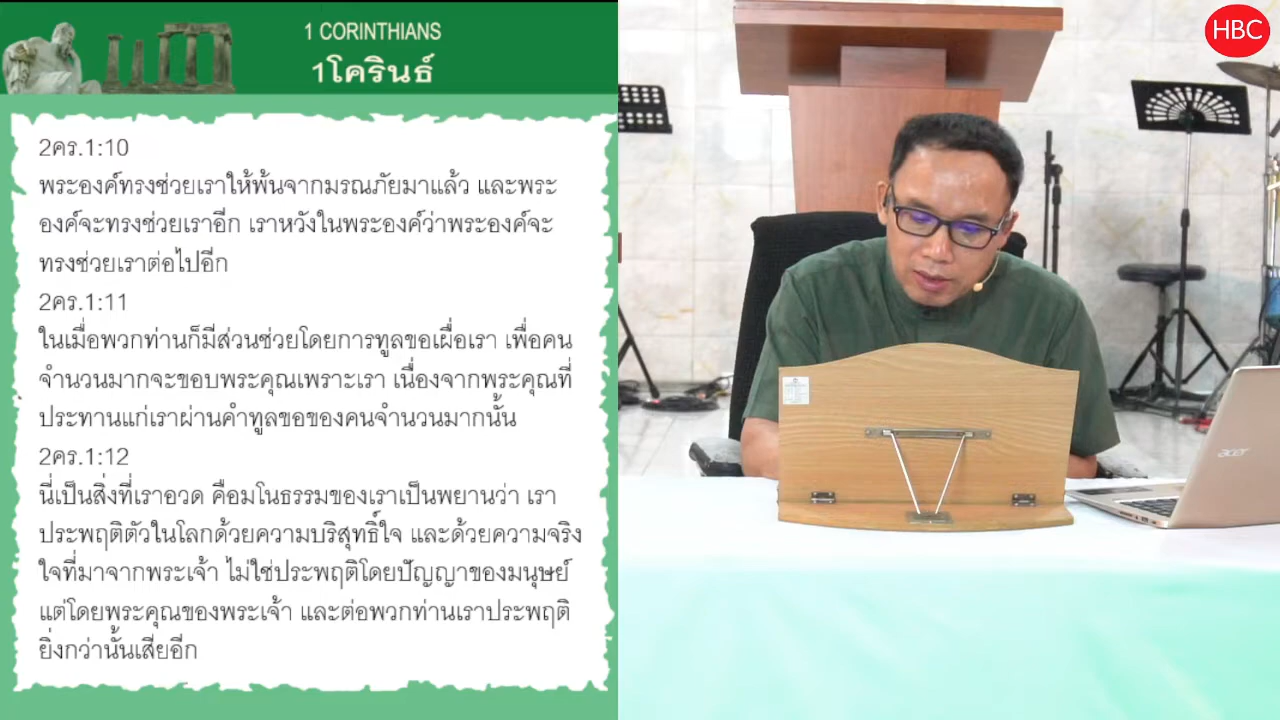 1 CORINTHIANS
1โครินธ์
2คร.1:10
พระองค์ทรงช่วยเราให้พ้นจากมรณภัยมาแล้ว และพระ
องค์จะทรงช่วยเราอีก เราหวังในพระองค์ว่าพระองค์จะ
ทรงช่วยเราต่อไปอีก
2คร.1:11
ในเมื่อพวกท่านก็มีส่วนช่วยโดยการทูลขอเผื่อเรา เพื่อคน
จำนวนมากจะขอบพระคุณเพราะเรา เนื่องจากพระคุณที่
ประทานแก่เราผ่านคำทูลขอของคนจำนวนมากนั้น
2คร.1:12
นี่เป็นสิ่งที่เราอวด คือมโนธรรมของเราเป็นพยานว่า เรา
ประพฤติตัวในโลกด้วยความบริสุทธิ์ใจ และด้วยความจริง
ใจที่มาจากพระเจ้า ไม่ใช่ประพฤติโดยปัญญาของมนุษย์
แต่โดยพระคุณของพระเจ้า และต่อพวกท่านเราประพฤติ
ยิ่งกว่านั้นเสียอีก
HBC
acer